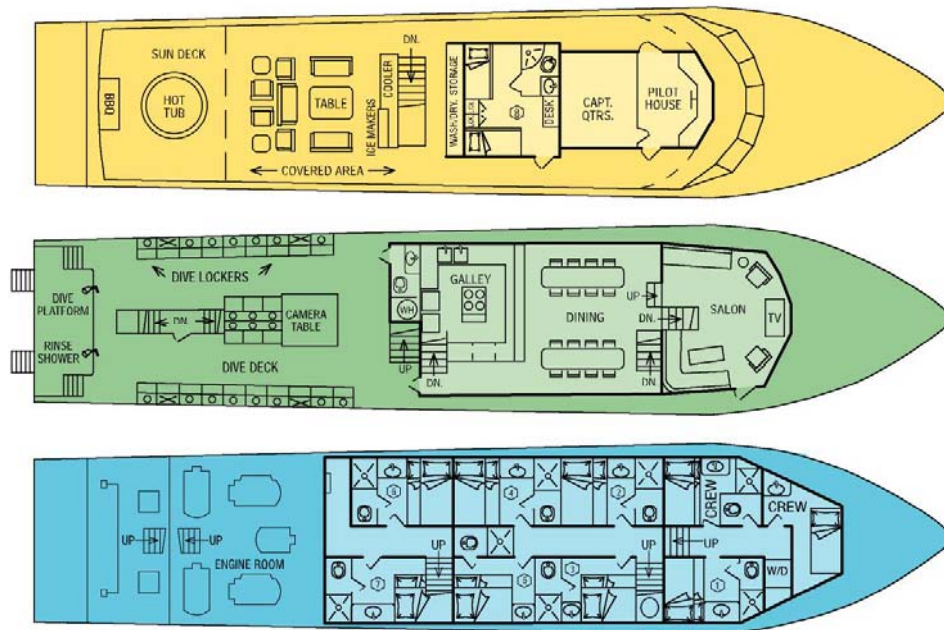 SUN DECK
BBQ
HOT
TUB
TABLE
COVERED AREA
ICE MAKERS
COOLER
DN.
WASH/DRY. STORAGE
8
DESK
CAPT.
QTRS.
PILOT
HOUSE
DIVE LOCKERS
DIVE
PLATFORM
RINSE
SHOWER
DN.
CAMERA
TABLE
DIVE DECK
WH
UP
DN.
GALLEY
DINING
UP
DN.
DN.
SALON
TV
UP
UP
ENGINE ROOM
6
4
2
CREW
CREW
UP
UP
UP
7
5
3
1
W/D